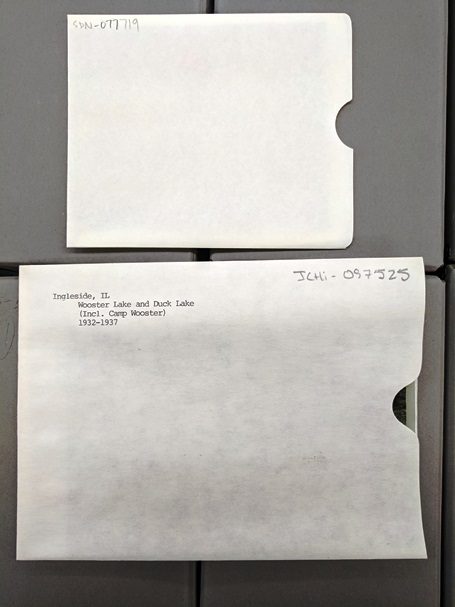 SDN-077719
ICHi-097525
Ingleside, IL
Wooster Lake and Duck Lake
(Incl. Camp Wooster)
1932-1937